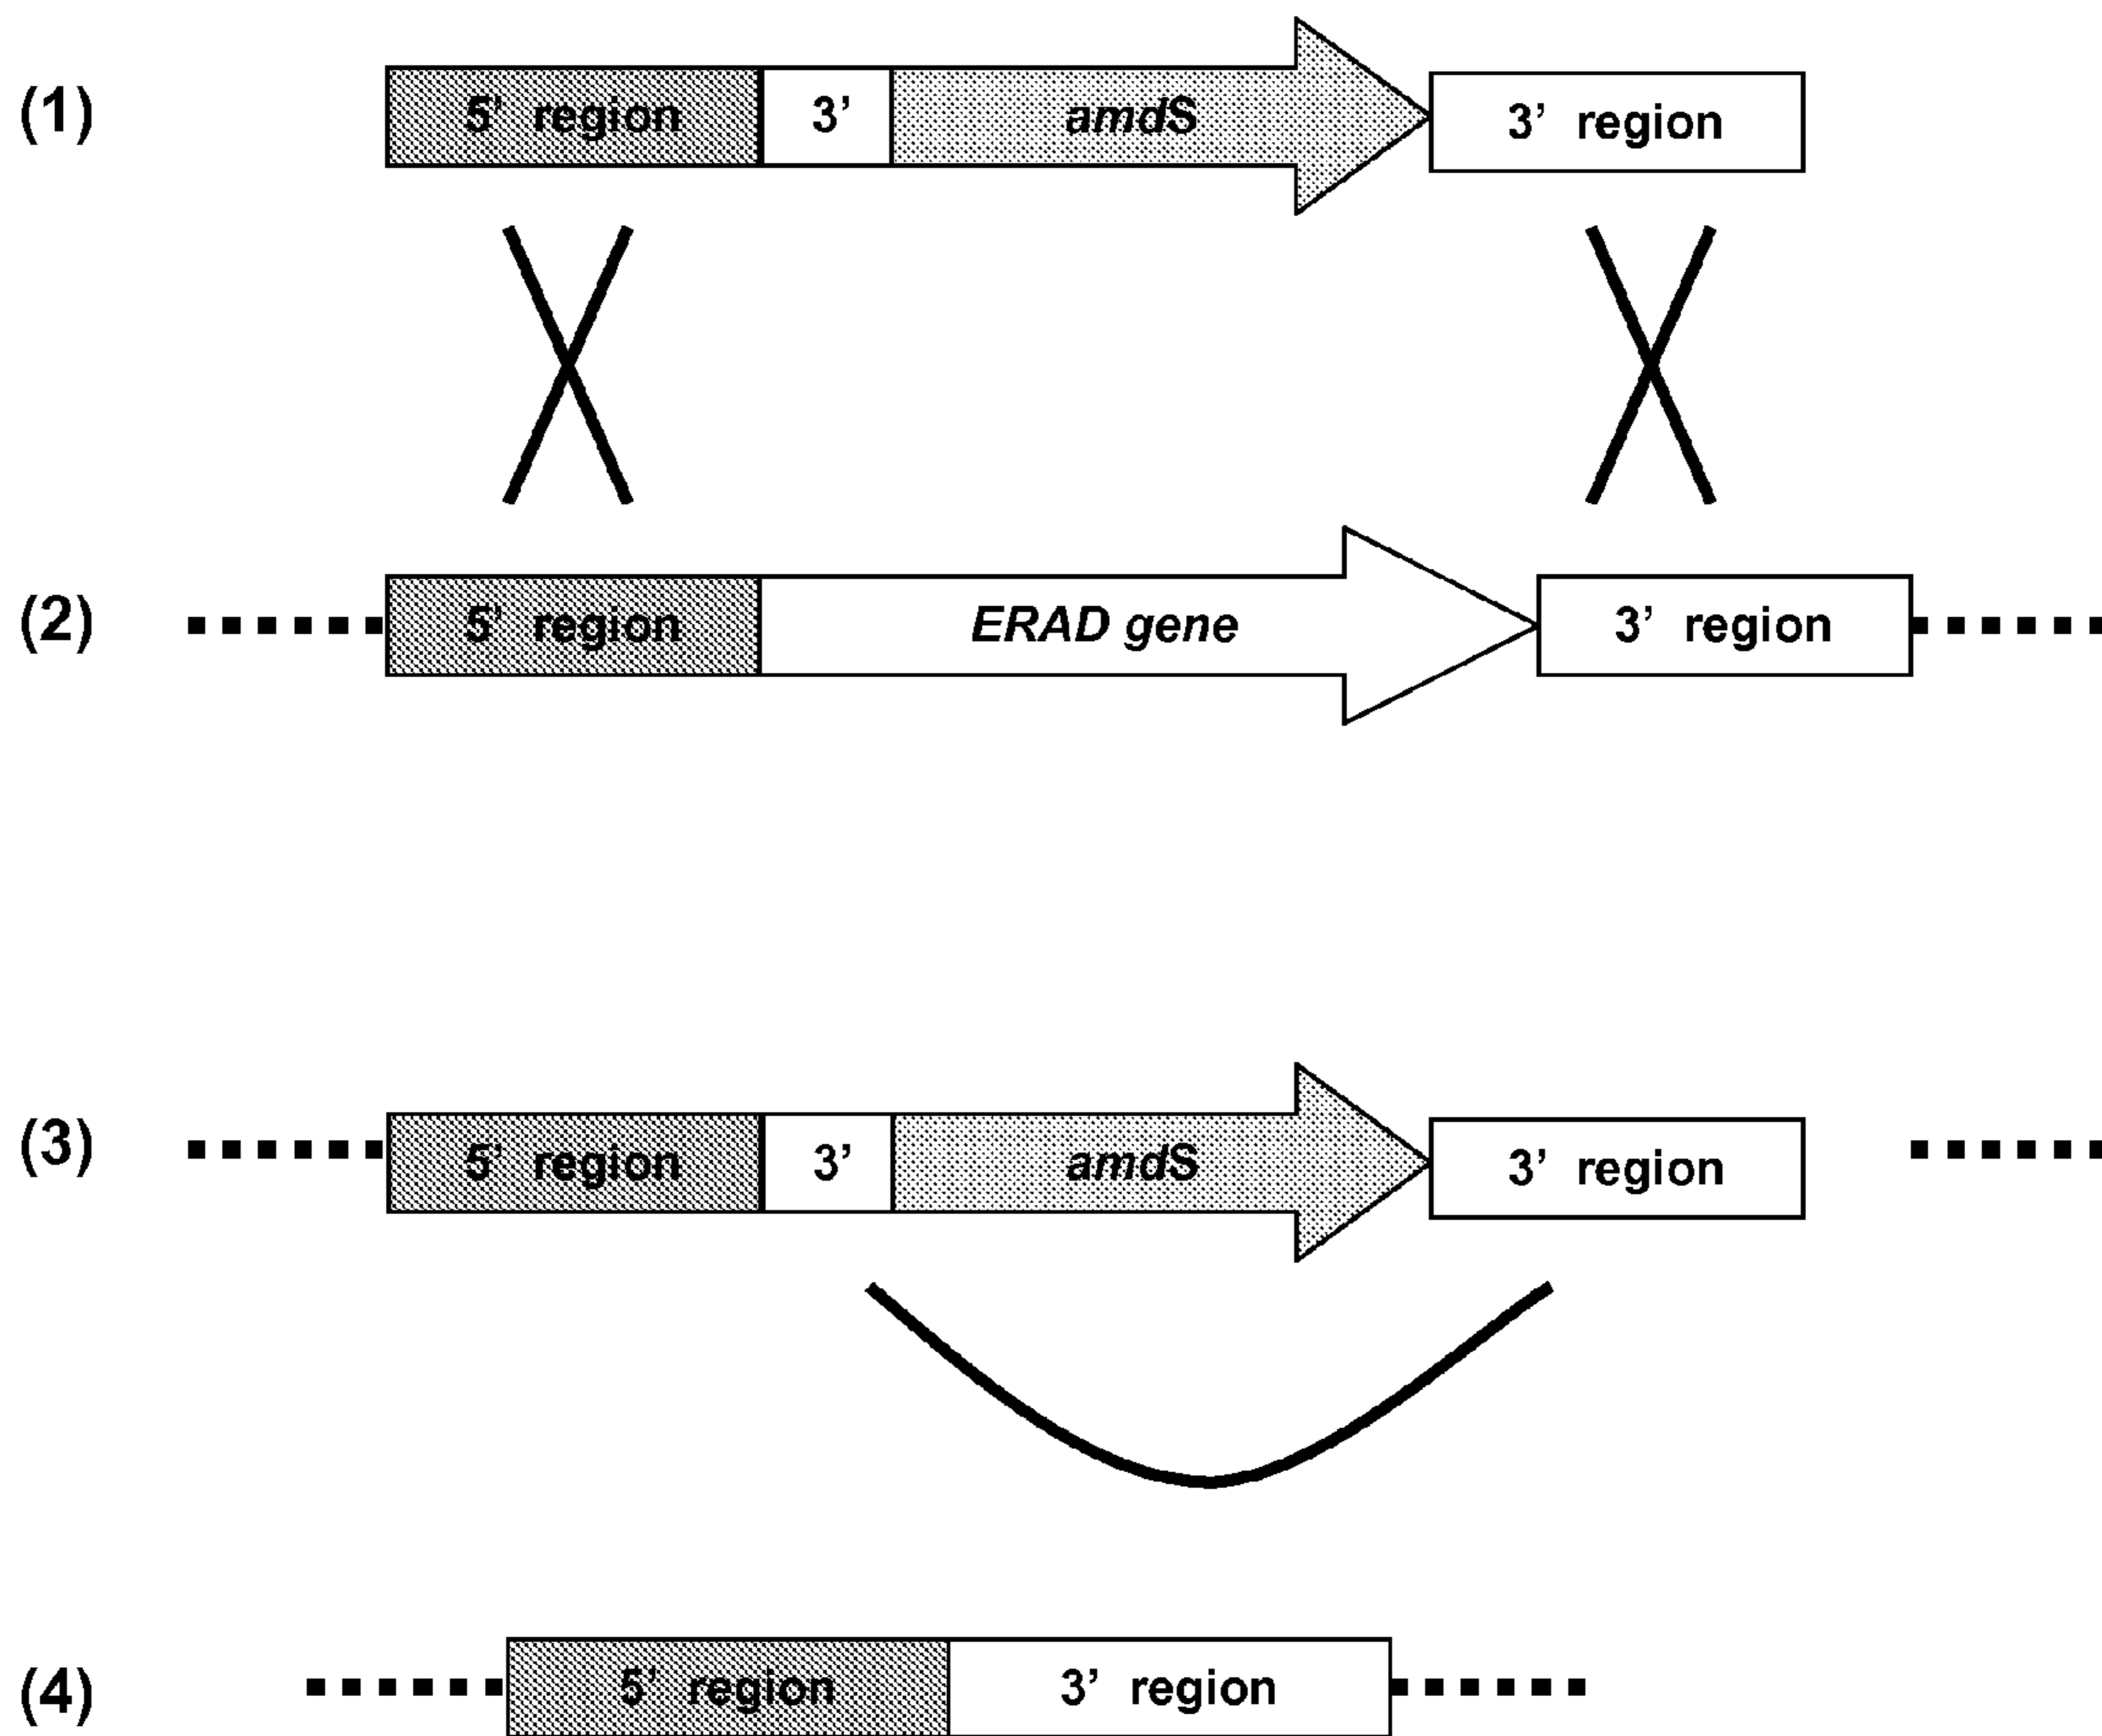 (1) 5’ region 3’ amdS 3’ region
(2) 5’ region ERAD gene 3’ region
(3) 5’ region 3’ amdS 3’ region
(4) 5’ region 3’ region